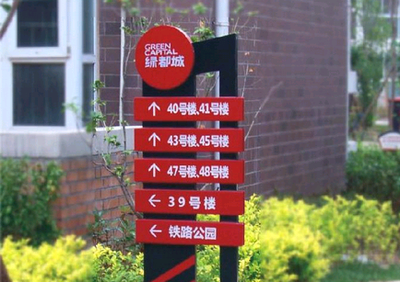 GREEN
CAPITAL
绿都城
↑ 40号楼.41号楼
↑ 43号楼.45号楼
↑ 47号楼.48号楼
← 39号楼
← 铁路公园